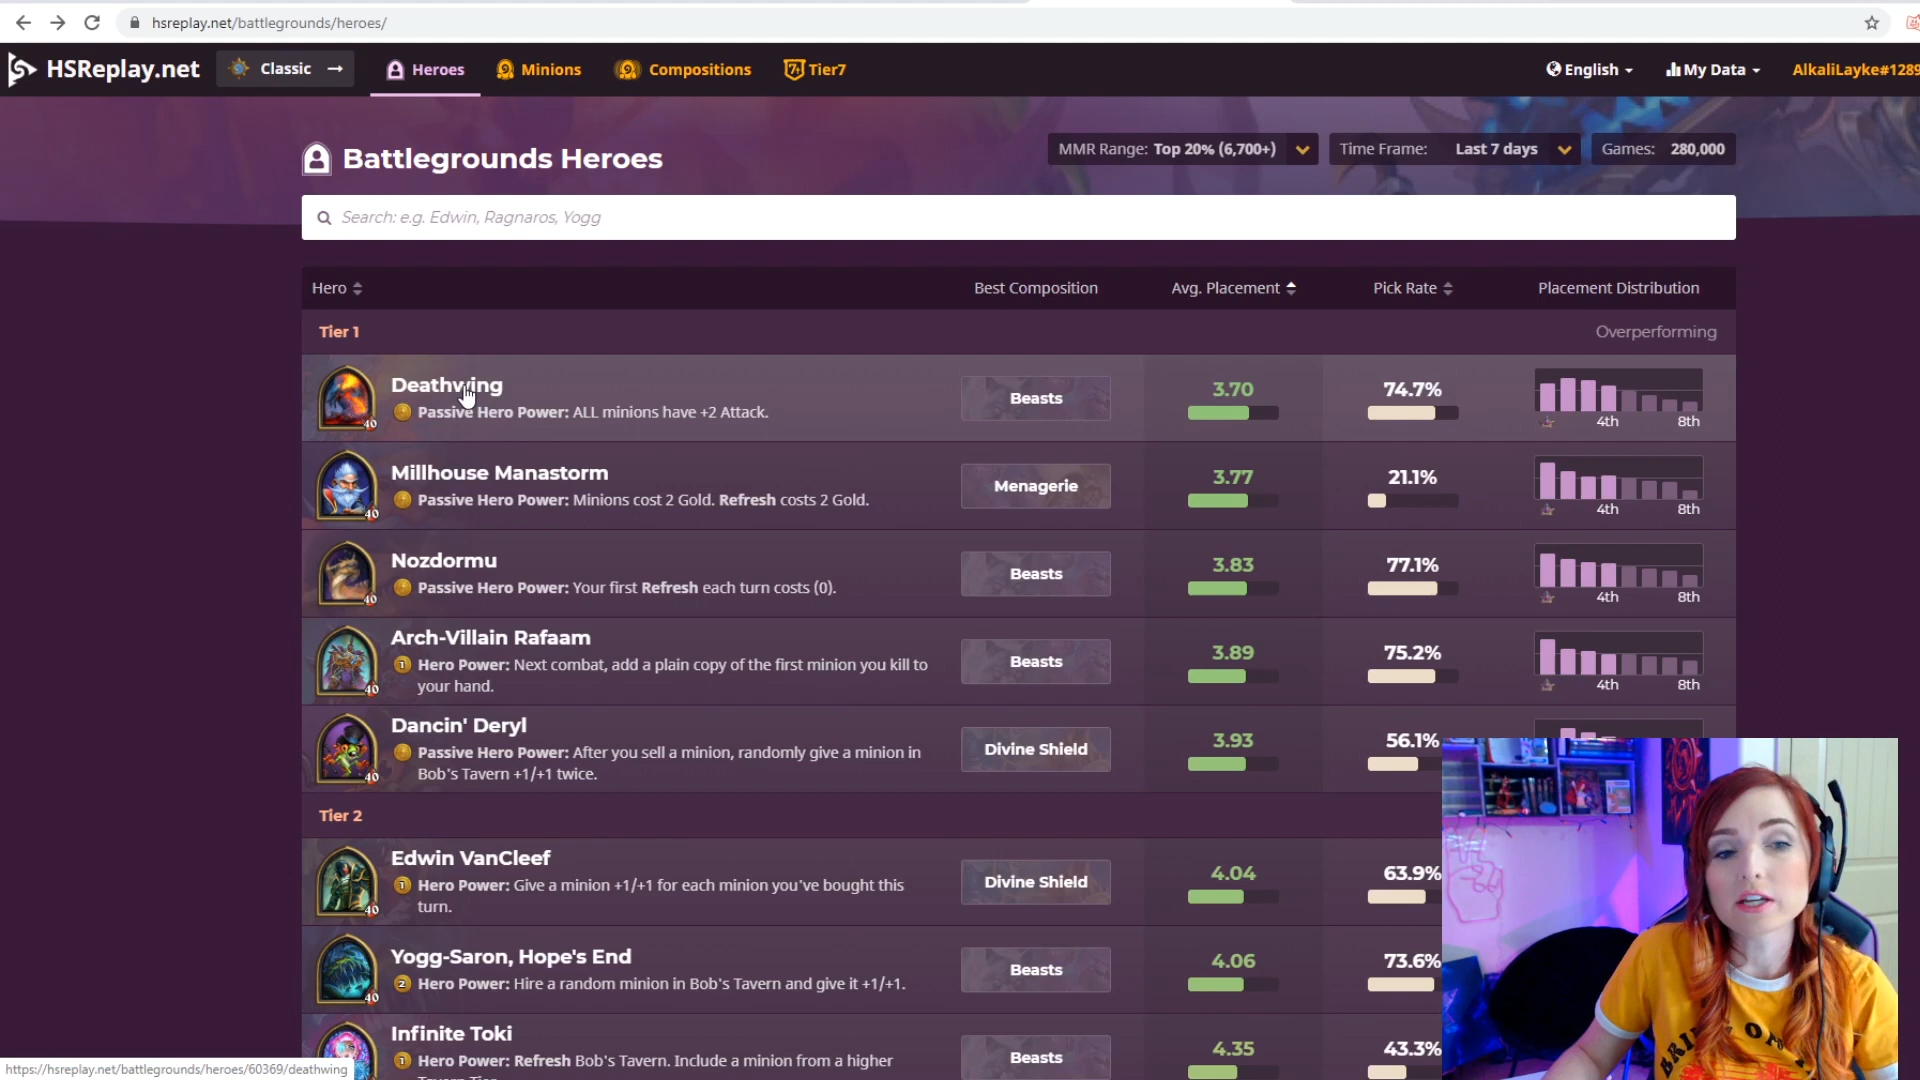 hsreplay.net/battlegrounds/heroes/
HSReplay.net Classic → Heroes Minions Compositions Tier7 English My Data AlkaliLayke#1289
Battlegrounds Heroes
MMR Range: Top 20% (6,700+) Time Frame: Last 7 days Games: 280,000
Search: e.g. Edwin, Ragnaros, Yogg
Hero Best Composition Avg. Placement Pick Rate Placement Distribution
Tier 1 Overperforming
Deathwing
Passive Hero Power: ALL minions have +2 Attack.
40
Beasts
3.70
74.7%
4th 8th
Millhouse Manastorm
Passive Hero Power: Minions cost 2 Gold. Refresh costs 2 Gold.
40
Menagerie
3.77
21.1%
4th 8th
Nozdormu
Passive Hero Power: Your first Refresh each turn costs (0).
40
Beasts
3.83
77.1%
4th 8th
Arch-Villain Rafaam
1 Hero Power: Next combat, add a plain copy of the first minion you kill to
your hand.
40
Beasts
3.89
75.2%
4th 8th
Dancin' Deryl
Passive Hero Power: After you sell a minion, randomly give a minion in
Bob's Tavern +1/+1 twice.
40
Divine Shield
3.93
56.1%
Tier 2
Edwin VanCleef
1 Hero Power: Give a minion +1/+1 for each minion you've bought this
turn.
40
Divine Shield
4.04
63.9%
Yogg-Saron, Hope's End
2 Hero Power: Hire a random minion in Bob's Tavern and give it +1/+1.
40
Beasts
4.06
73.6%
Infinite Toki
1 Hero Power: Refresh Bob's Tavern. Include a minion from a higher
Beasts
4.35
43.3%
https://hsreplay.net/battlegrounds/heroes/60369/deathwing